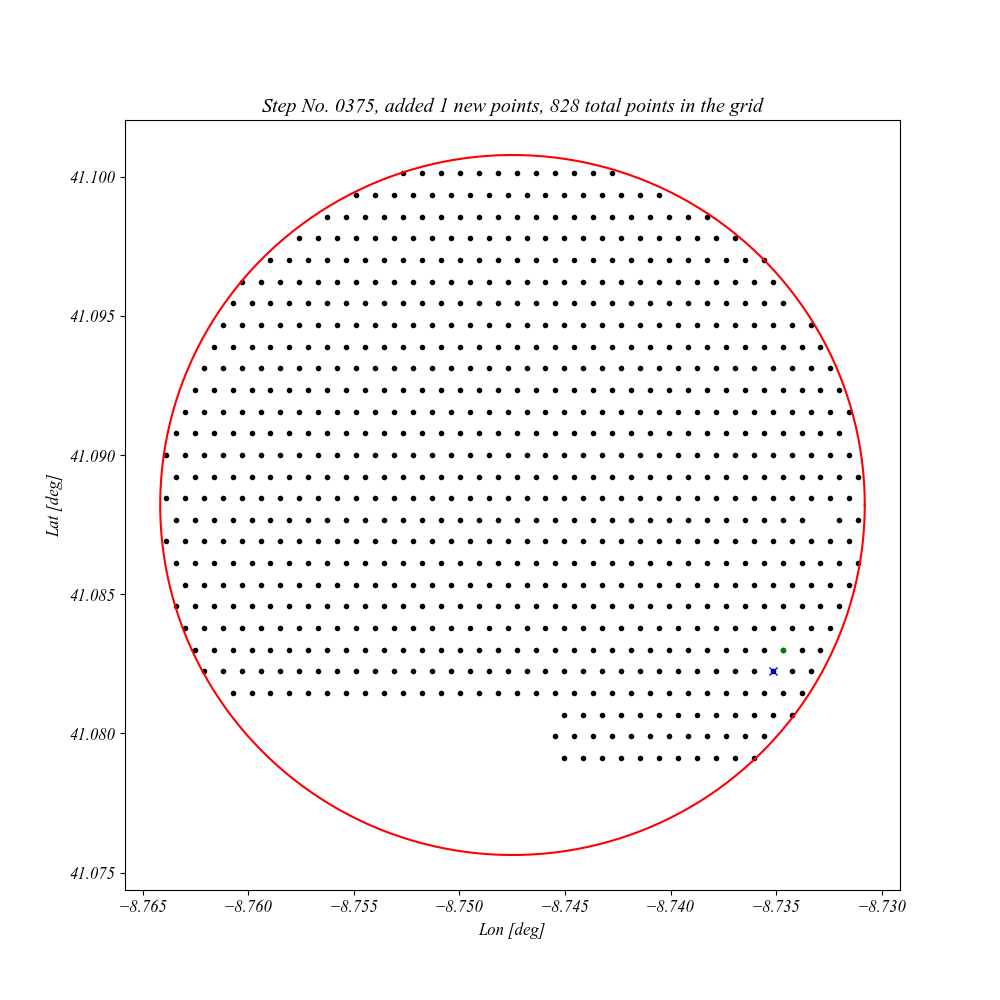 Step No. 0375, added 1 new points, 828 total points in the grid
41.100
41.095
41.090
41.085
41.080
41.075
Lat [deg]
−8.765 −8.760 −8.755 −8.750 −8.745 −8.740 −8.735 −8.730
Lon [deg]